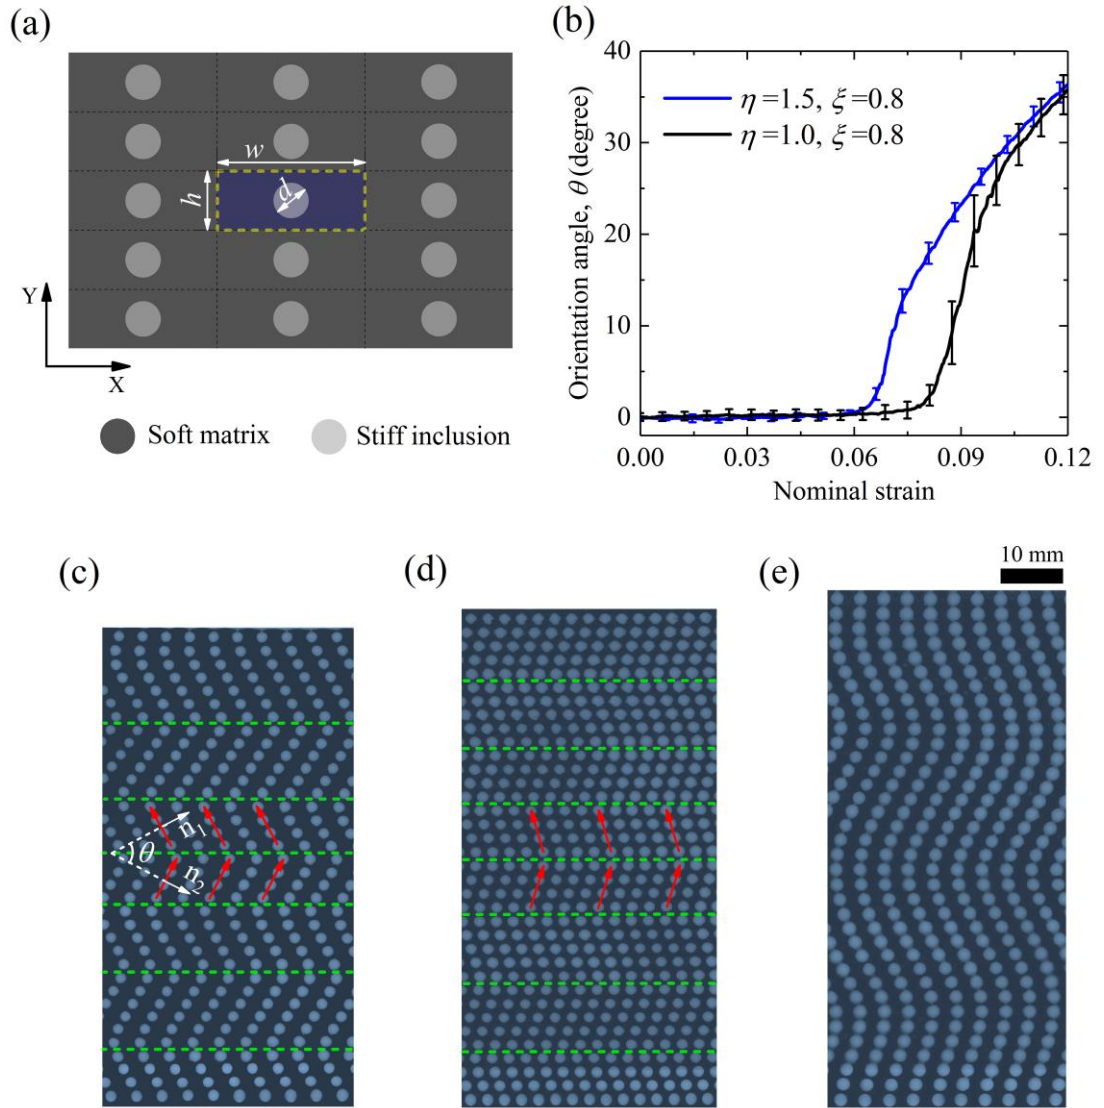 (a)
w
h
d
Y
X
Soft matrix
Stiff inclusion
(b)
Orientation angle, θ (degree)
40
30
20
10
0
η =1.5, ξ =0.8
η =1.0, ξ =0.8
0.00 0.03 0.06 0.09 0.12
Nominal strain
(c)
n₁
θ
n₂
(d)
(e)
10 mm